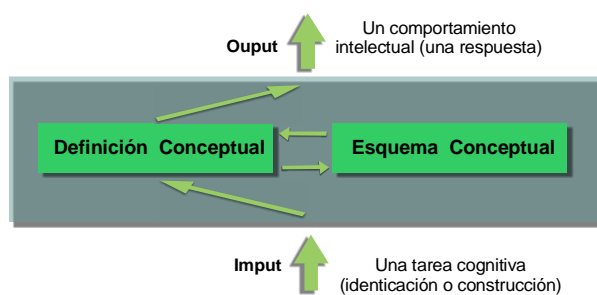 Ouput
Un comportamiento
intelectual (una respuesta)
Definición Conceptual
Esquema Conceptual
Imput
Una tarea cognitiva
(identicación o construcción)